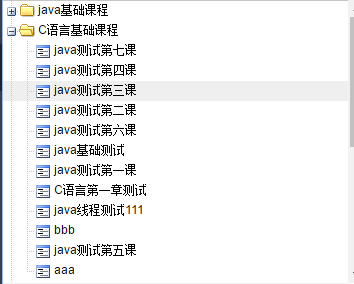 java基础课程
C语言基础课程
java测试第七课
java测试第四课
java测试第三课
java测试第二课
java测试第六课
java基础测试
java测试第一课
C语言第一章测试
java线程测试111
bbb
java测试第五课
aaa